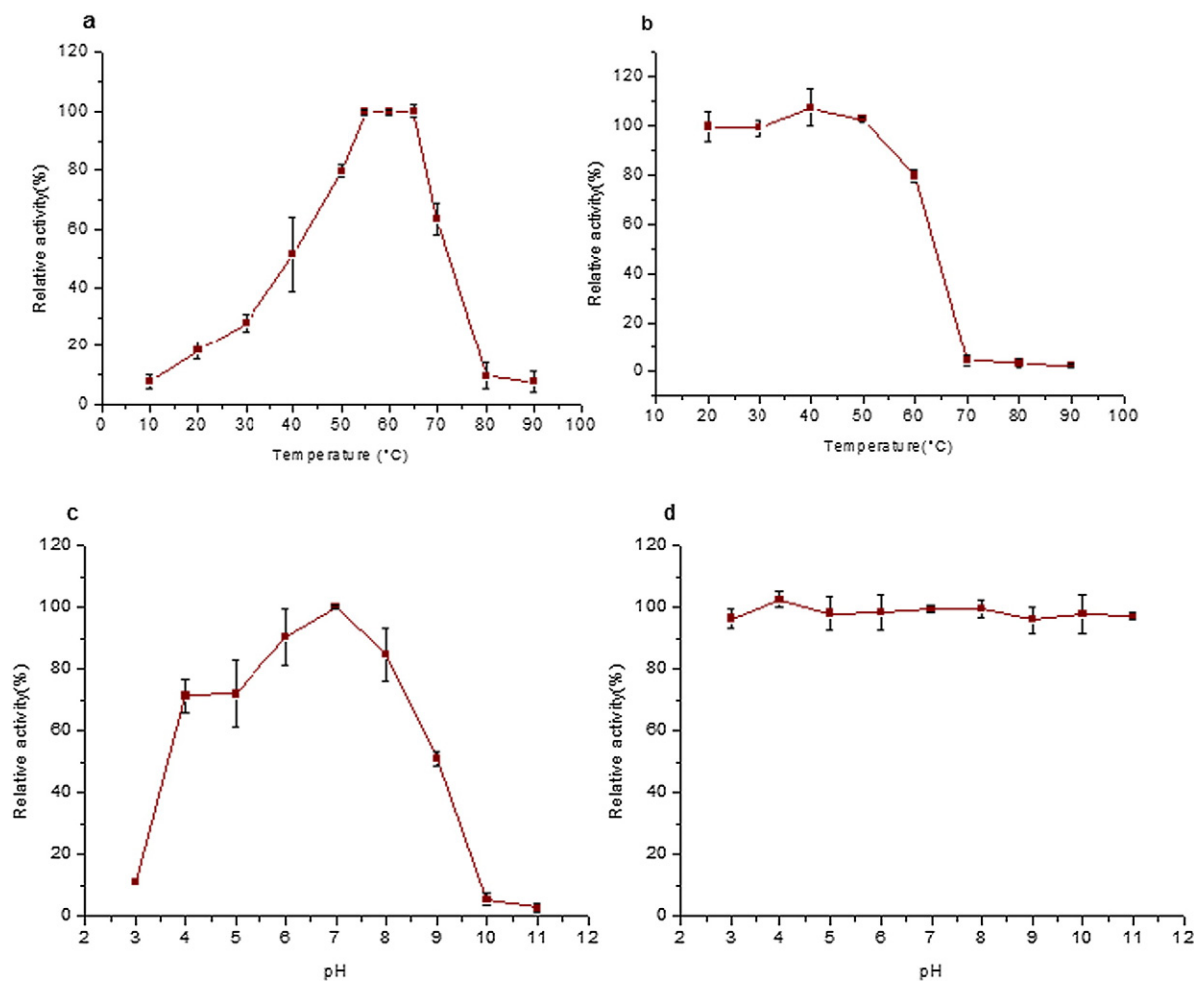 a
120
100
80
60
40
20
0
Relative activity(%)
0 10 20 30 40 50 60 70 80 90 100
Temperature (°C)
b
120
100
80
60
40
20
0
Relative activity(%)
10 20 30 40 50 60 70 80 90 100
Temperature(°C)
c
120
100
80
60
40
20
0
Relative activity(%)
2 3 4 5 6 7 8 9 10 11 12
pH
d
120
100
80
60
40
20
0
Relative activity(%)
2 3 4 5 6 7 8 9 10 11 12
pH